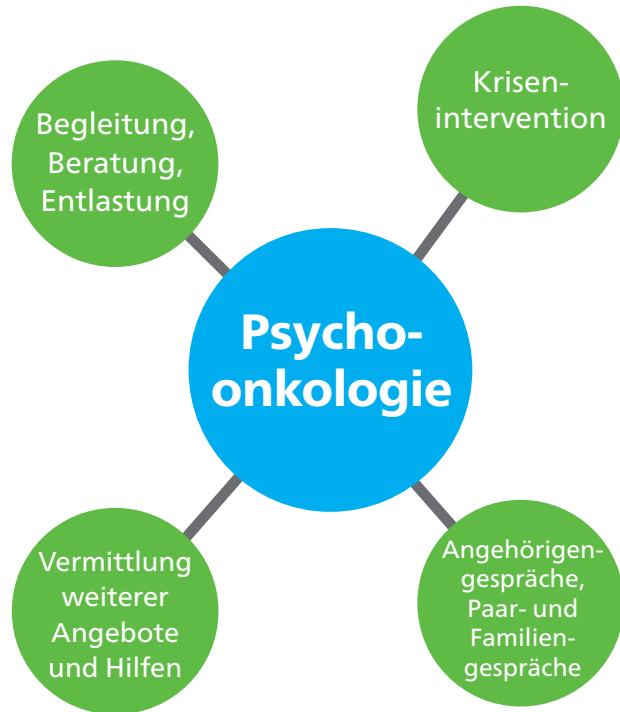 Begleitung,
Beratung,
Entlastung
Krisen-
intervention
Psycho-
onkologie
Vermittlung
weiterer
Angebote
und Hilfen
Angehörigen-
gespräche,
Paar- und
Familien-
gespräche